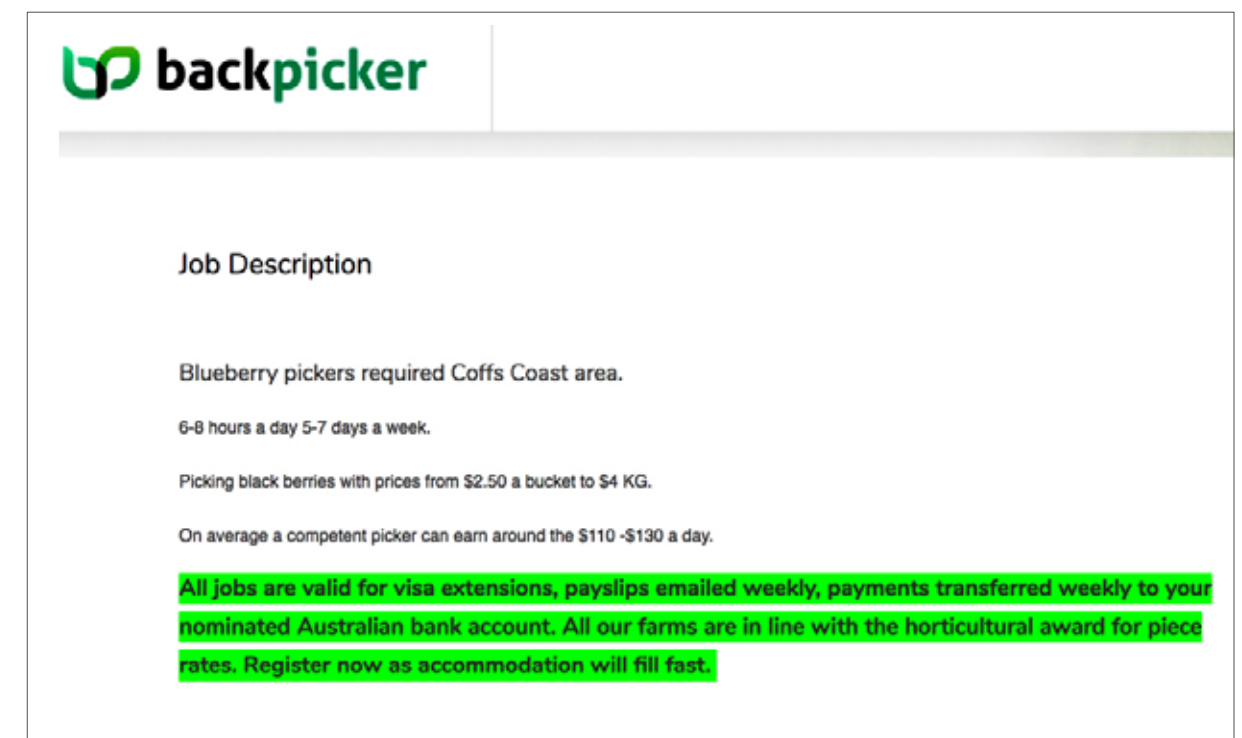 backpicker
Job Description
Blueberry pickers required Coffs Coast area.
6-8 hours a day 5-7 days a week.
Picking black berries with prices from $2.50 a bucket to $4 KG.
On average a competent picker can earn around the $110 -$130 a day.
All jobs are valid for visa extensions, payslips emailed weekly, payments transferred weekly to your
nominated Australian bank account. All our farms are in line with the horticultural award for piece
rates. Register now as accommodation will fill fast.